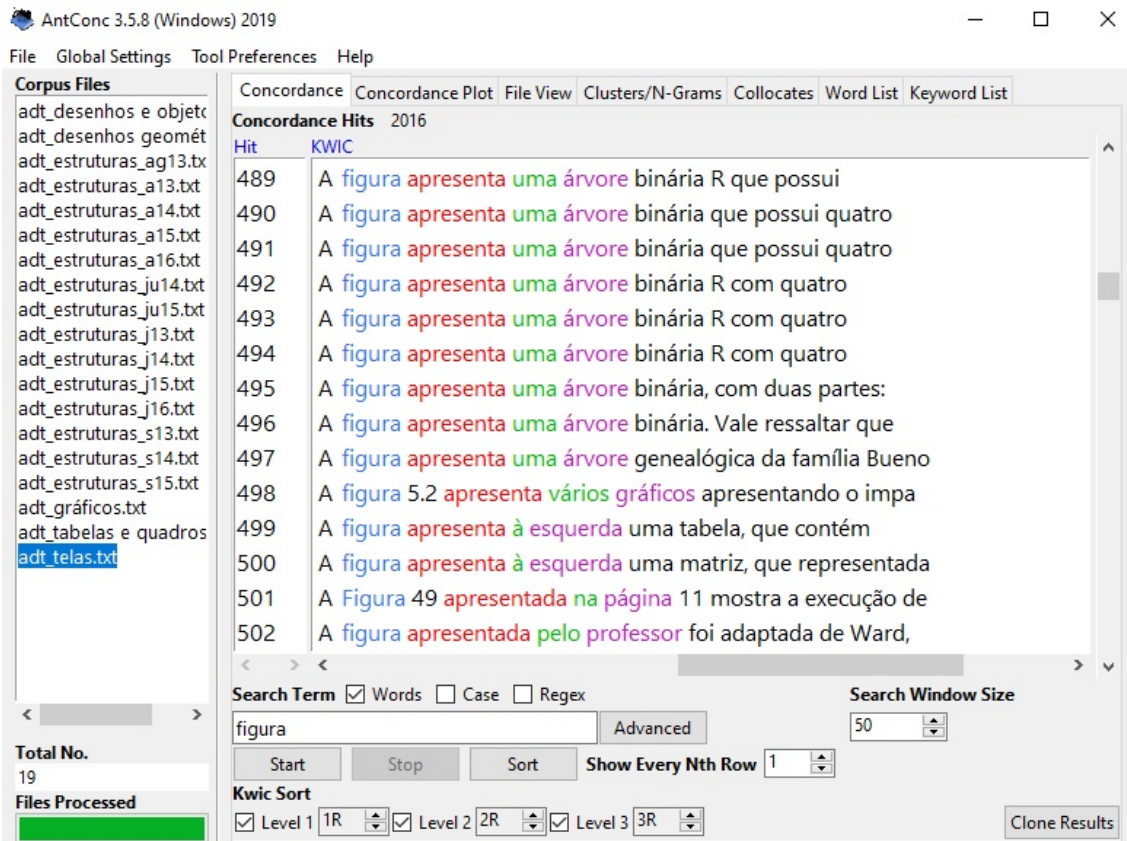 AntConc 3.5.8 (Windows) 2019
File Global Settings Tool Preferences Help
Corpus Files
adt_desenhos e objeto
adt_desenhos geomét
adt_estruturas_ag13.tx
adt_estruturas_a13.txt
adt_estruturas_a14.txt
adt_estruturas_a15.txt
adt_estruturas_a16.txt
adt_estruturas_ju14.txt
adt_estruturas_ju15.txt
adt_estruturas_j13.txt
adt_estruturas_j14.txt
adt_estruturas_j15.txt
adt_estruturas_j16.txt
adt_estruturas_s13.txt
adt_estruturas_s14.txt
adt_estruturas_s15.txt
adt_gráficos.txt
adt_tabelas e quadros
adt_telas.txt
Total No.
19
Files Processed
Concordance Concordance Plot File View Clusters/N-Grams Collocates Word List Keyword List
Concordance Hits 2016
Hit KWIC
489 A figura apresenta uma árvore binária R que possui
490 A figura apresenta uma árvore binária que possui quatro
491 A figura apresenta uma árvore binária que possui quatro
492 A figura apresenta uma árvore binária R com quatro
493 A figura apresenta uma árvore binária R com quatro
494 A figura apresenta uma árvore binária R com quatro
495 A figura apresenta uma árvore binária, com duas partes:
496 A figura apresenta uma árvore binária. Vale ressaltar que
497 A figura apresenta uma árvore genealógica da família Bueno
498 A figura 5.2 apresenta vários gráficos apresentando o impa
499 A figura apresenta à esquerda uma tabela, que contém
500 A figura apresenta à esquerda uma matriz, que representada
501 A Figura 49 apresentada na página 11 mostra a execução de
502 A figura apresentada pelo professor foi adaptada de Ward,
Search Term Words Case Regex Search Window Size
figura Advanced 50
Start Stop Sort Show Every Nth Row 1
Kwic Sort
Level 1 1R Level 2 2R Level 3 3R Clone Results